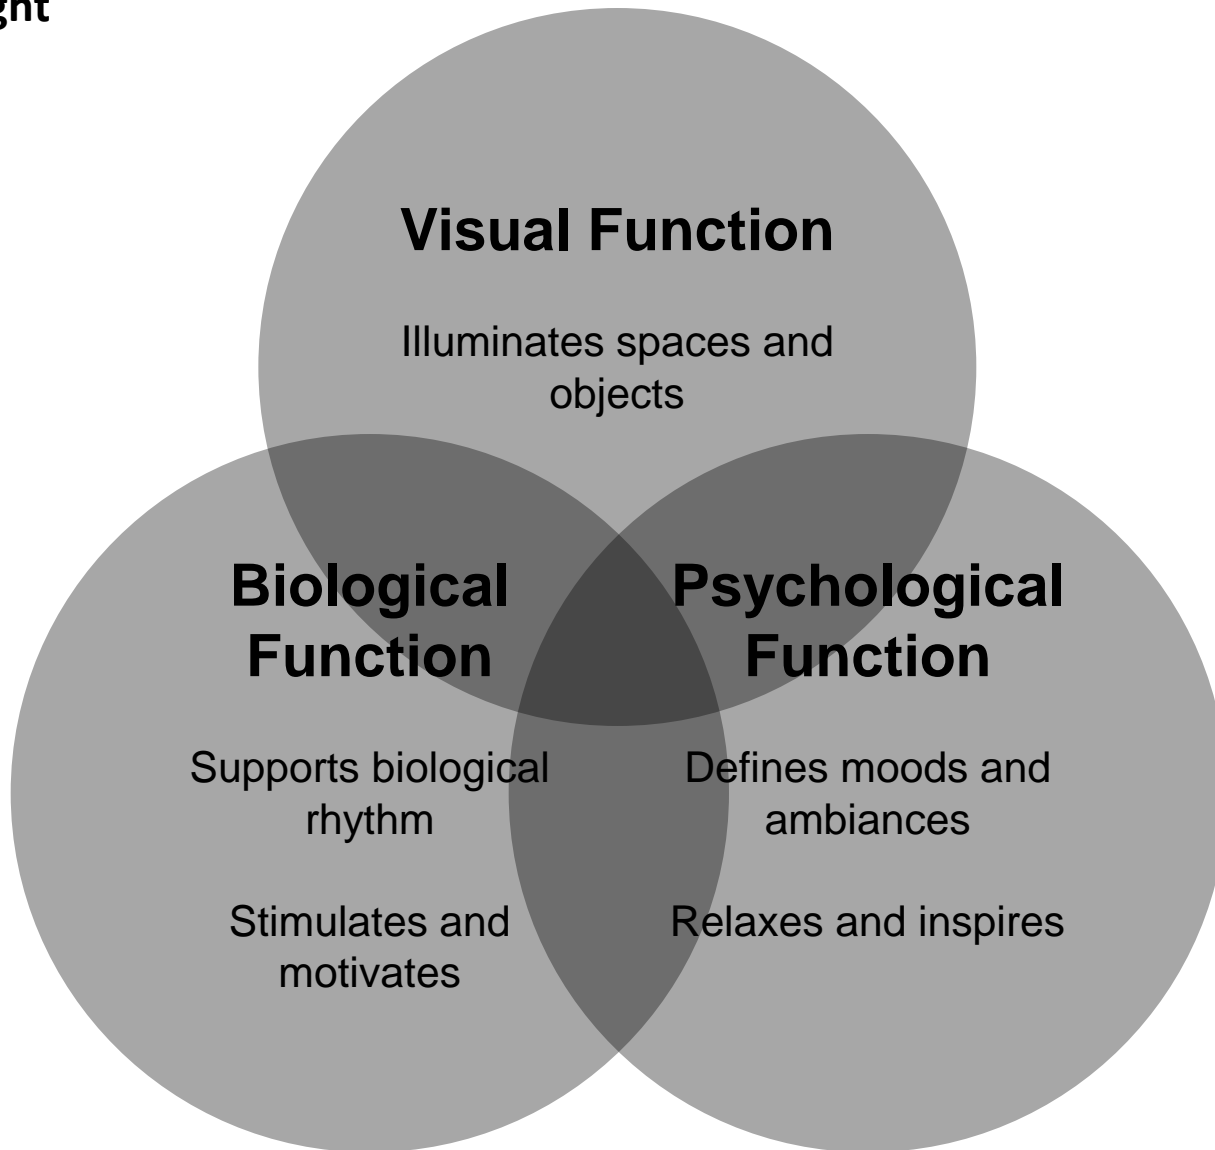 Visual Function
Illuminates spaces and
objects
Biological
Function
Supports biological
rhythm
Stimulates and
motivates
Psychological
Function
Defines moods and
ambiances
Relaxes and inspires